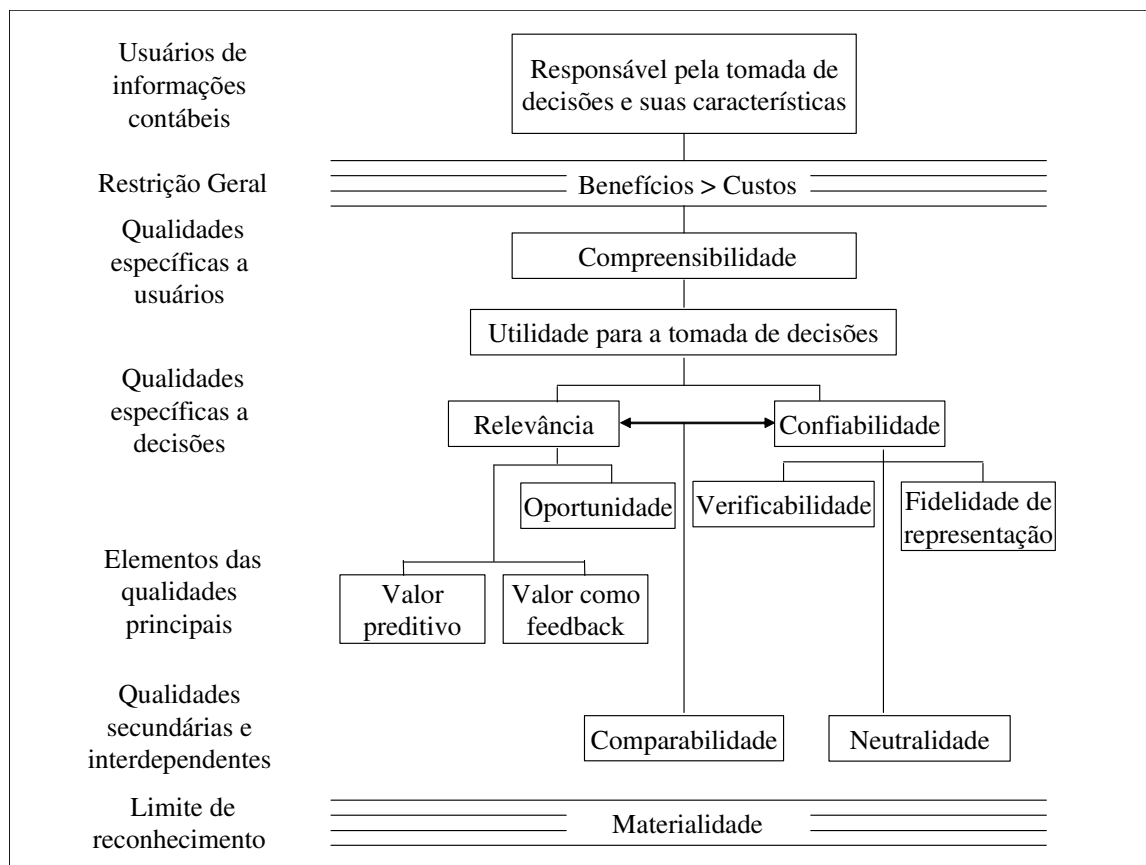 Usuários de
informações
contábeis
Responsável pela tomada de
decisões e suas características
Restrição Geral
Benefícios > Custos
Qualidades
específicas a
usuários
Compreensibilidade
Utilidade para a tomada de decisões
Qualidades
específicas a
decisões
Relevância
Confiabilidade
Oportunidade
Verificabilidade
Fidelidade de
representação
Elementos das
qualidades
principais
Valor
preditivo
Valor como
feedback
Qualidades
secundárias e
interdependentes
Comparabilidade
Neutralidade
Limite de
reconhecimento
Materialidade